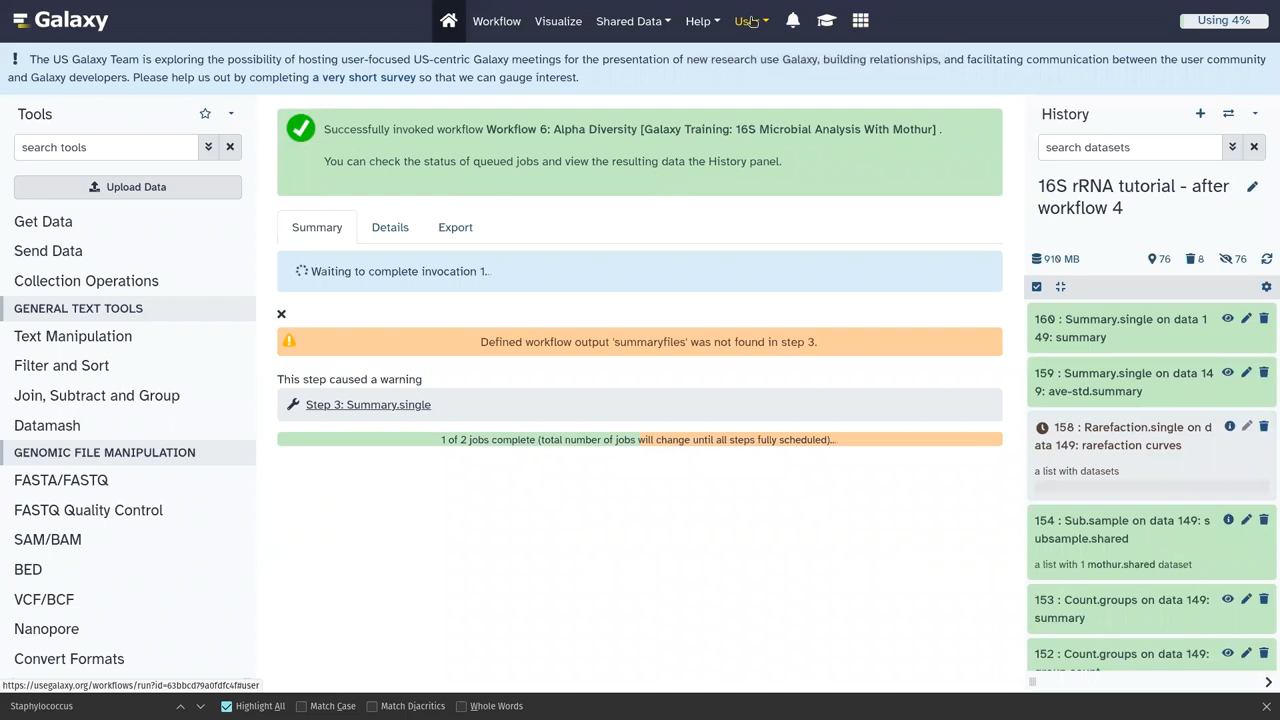 Galaxy
Workflow Visualize Shared Data Help User
Using 4%
! The US Galaxy Team is exploring the possibility of hosting user-focused US-centric Galaxy meetings for the presentation of new research use Galaxy, building relationships, and facilitating communication between the user community
and Galaxy developers. Please help us out by completing a very short survey so that we can gauge interest.
Tools
search tools
Upload Data
Get Data
Send Data
Collection Operations
GENERAL TEXT TOOLS
Text Manipulation
Filter and Sort
Join, Subtract and Group
Datamash
GENOMIC FILE MANIPULATION
FASTA/FASTQ
FASTQ Quality Control
SAM/BAM
BED
VCF/BCF
Nanopore
Convert Formats
Successfully invoked workflow Workflow 6: Alpha Diversity [Galaxy Training: 16S Microbial Analysis With Mothur] .
You can check the status of queued jobs and view the resulting data the History panel.
Summary Details Export
Waiting to complete invocation 1..
Defined workflow output 'summaryfiles' was not found in step 3.
This step caused a warning
Step 3: Summary.single
1 of 2 jobs complete (total number of jobs will change until all steps fully scheduled)...
History
search datasets
16S rRNA tutorial - after
workflow 4
910 MB 76 8 76
160 : Summary.single on data 1
49: summary
159 : Summary.single on data 14
9: ave-std.summary
158 : Rarefaction.single on d
ata 149: rarefaction curves
a list with datasets
154 : Sub.sample on data 149: s
ubsample.shared
a list with 1 mothur.shared dataset
153 : Count.groups on data 149:
summary
152 : Count.groups on data 149:
https://usegalaxy.org/workflows/run?id=63bbcd79a0fdfc4f#user
Staphylococcus
Highlight All Match Case Match Diacritics Whole Words